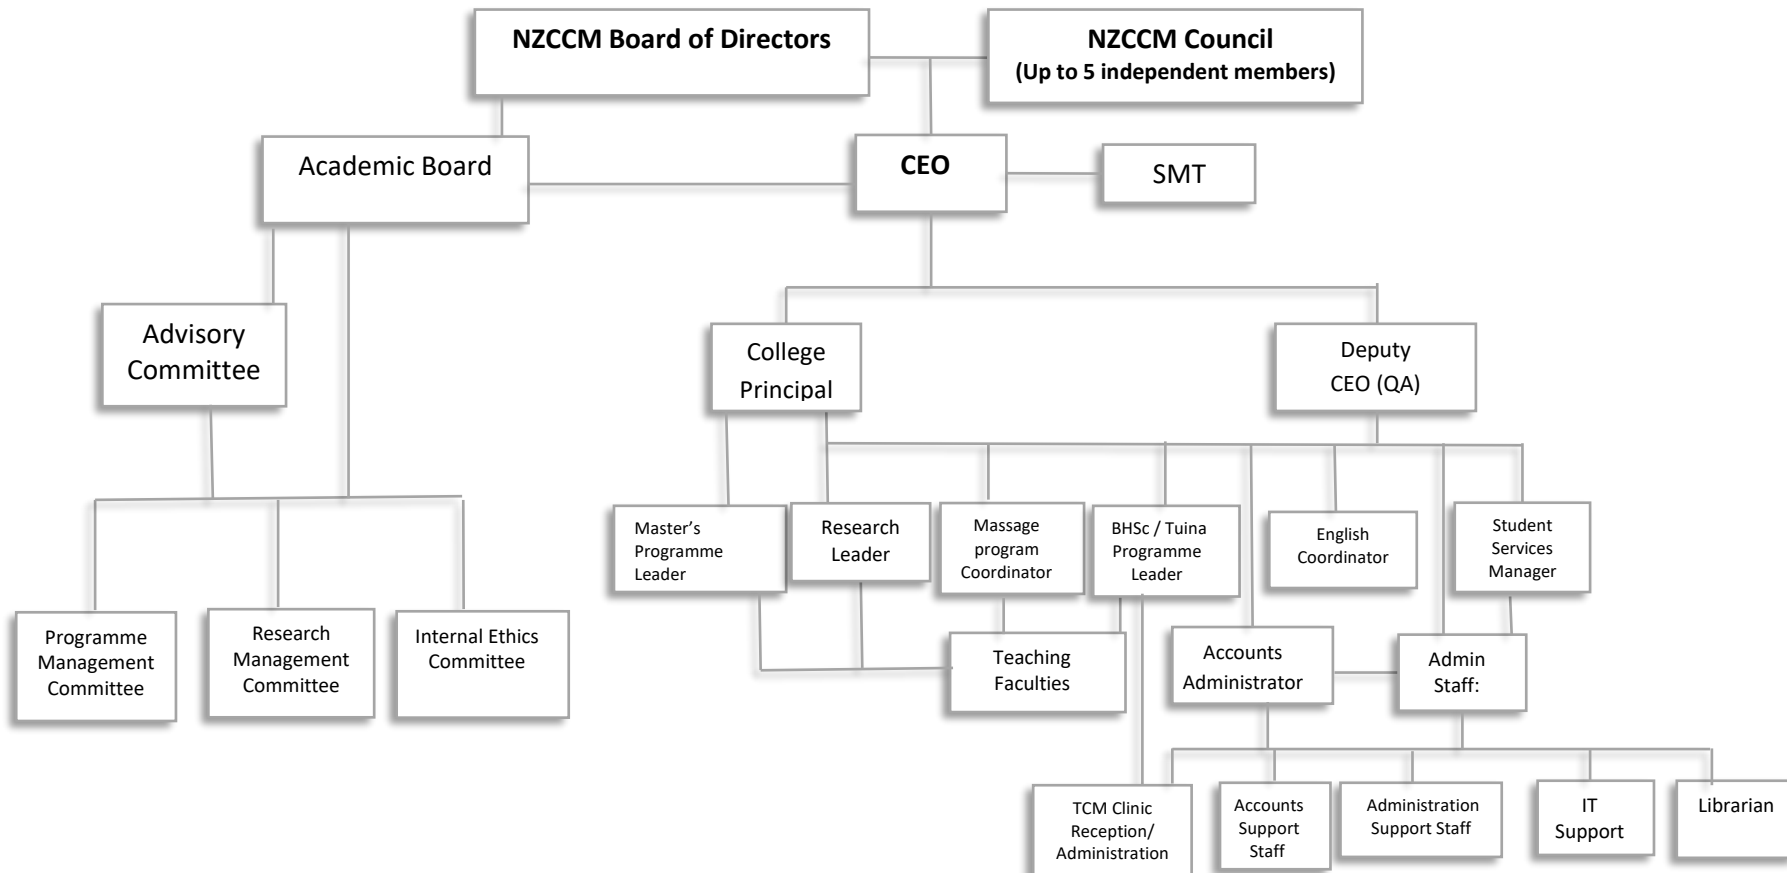 NZCCM Board of Directors
NZCCM Council
(Up to 5 independent members)
Academic Board
CEO
SMT
Advisory
Committee
College
Principal
Deputy
CEO (QA)
Master's
Programme
Leader
Research
Leader
Massage
program
Coordinator
BHSc / Tuina
Programme
Leader
English
Coordinator
Student
Services
Manager
Programme
Management
Committee
Research
Management
Committee
Internal Ethics
Committee
Teaching
Faculties
Accounts
Administrator
Admin
Staff:
TCM Clinic
Reception/
Administration
Accounts
Support
Staff
Administration
Support Staff
IT
Support
Librarian